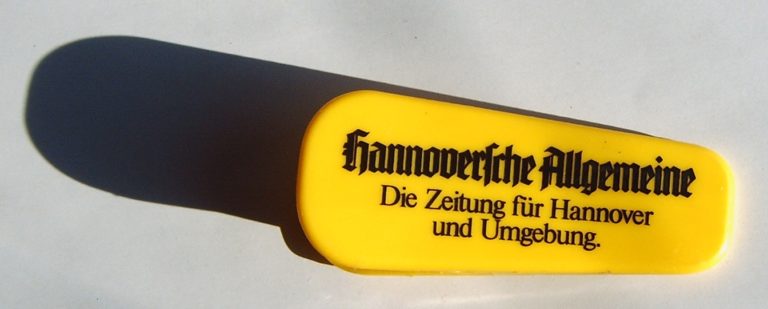 Hannoversche Allgemeine
Die Zeitung für Hannover
und Umgebung.